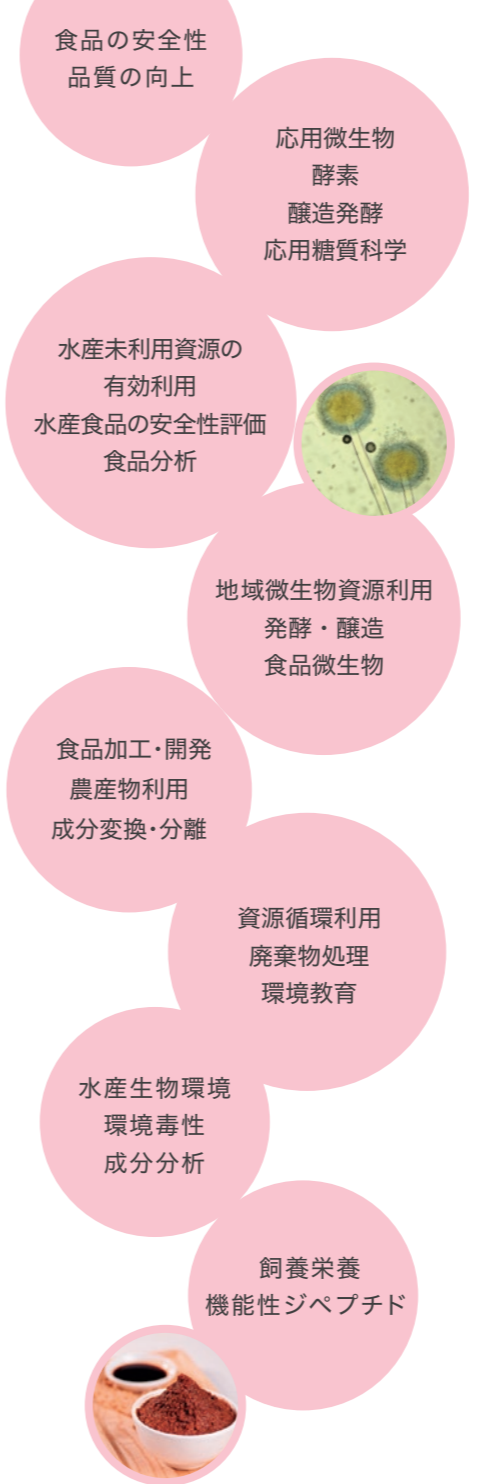 食品の安全性
品質の向上
応用微生物
酵素
醸造発酵
応用糖質科学
水産未利用資源の
有効利用
水産食品の安全性評価
食品分析
地域微生物資源利用
発酵・醸造
食品微生物
食品加工・開発
農産物利用
成分変換・分離
資源循環利用
廃棄物処理
環境教育
水産生物環境
環境毒性
成分分析
飼養栄養
機能性ジペプチド